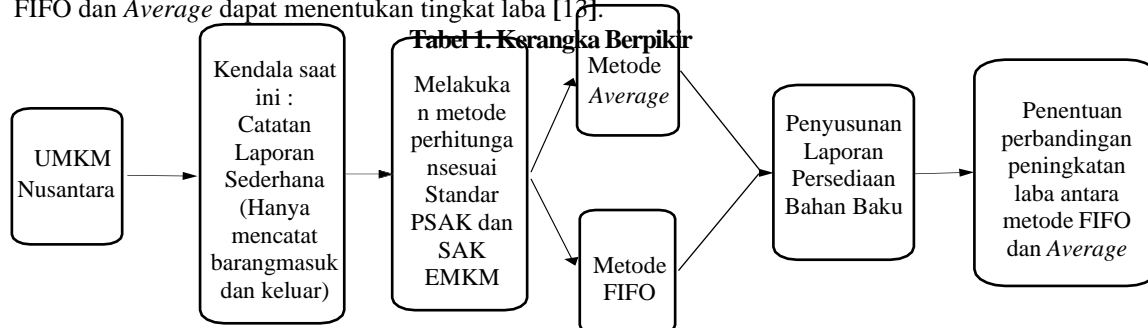 FIFO dan Average dapat menentukan tingkat laba [13].
Tabel 1. Kerangka Berpikir
UMKM
Nusantara
Kendala saat
ini :
Catatan
Laporan
Sederhana
(Hanya
mencatat
barangmasuk
dan keluar)
Melakuka
n metode
perhitunga
nsesuai
Standar
PSAK dan
SAK
EMKM
Metode
Average
Metode
FIFO
Penyusunan
Laporan
Persediaan
Bahan Baku
Penentuan
perbandingan
peningkatan
laba antara
metode FIFO
dan Average